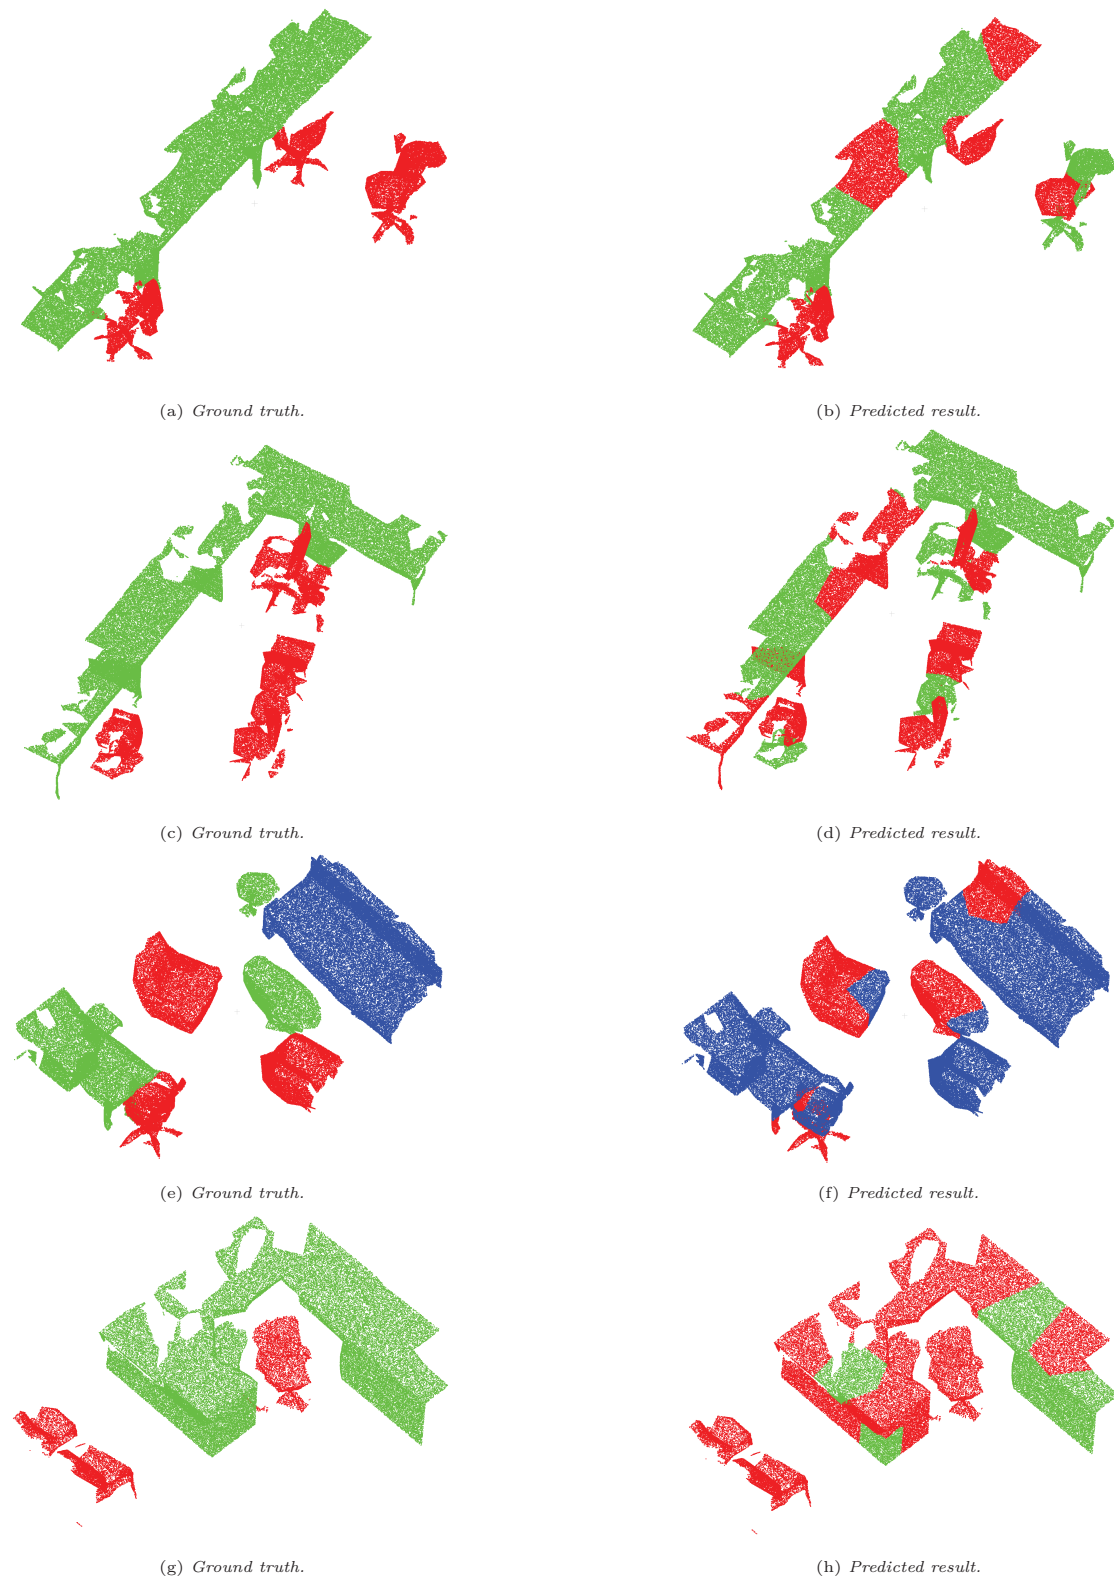 (a) Ground truth.
(b) Predicted result.
(c) Ground truth.
(d) Predicted result.
(e) Ground truth.
(f) Predicted result.
(g) Ground truth.
(h) Predicted result.